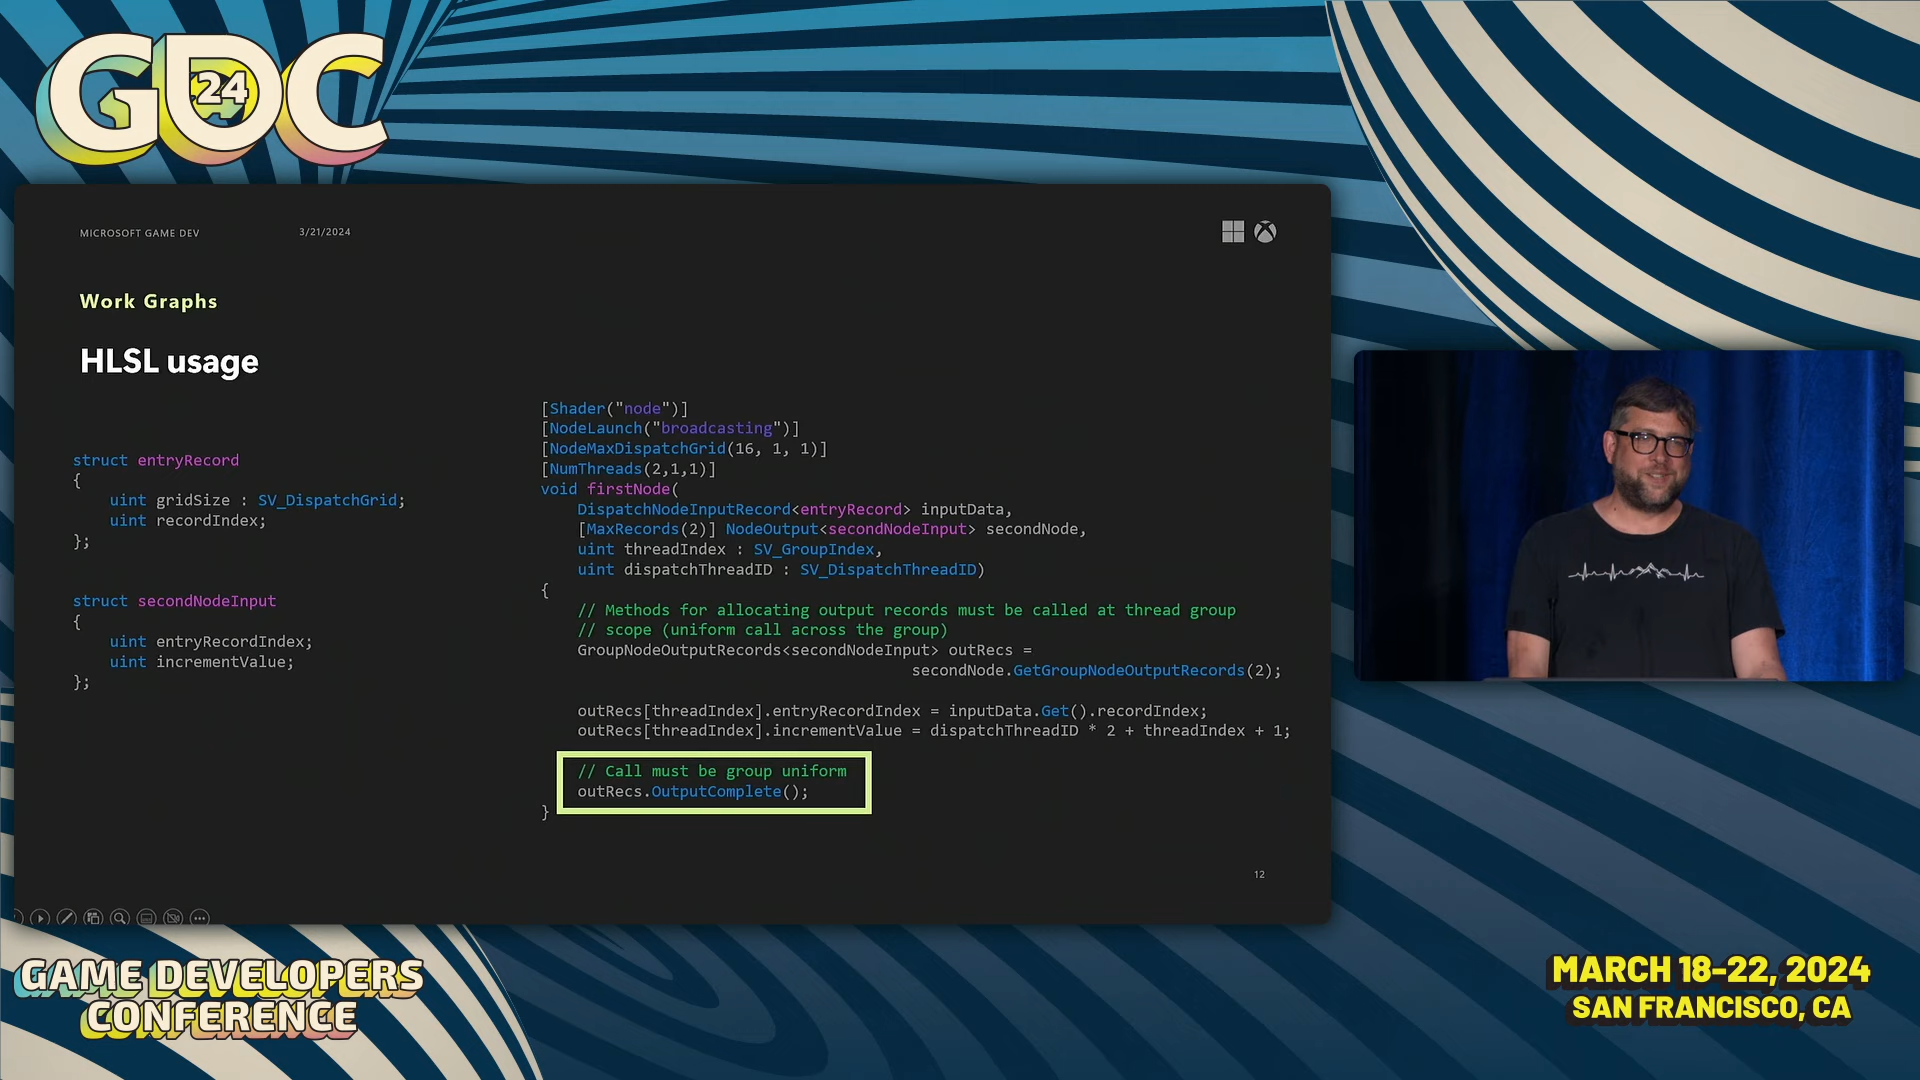 GDC
24
MICROSOFT GAME DEV
3/21/2024
Work Graphs
HLSL usage
struct entryRecord
{
    uint gridSize : SV_DispatchGrid;
    uint recordIndex;
};
struct secondNodeInput
{
    uint entryRecordIndex;
    uint incrementValue;
};
[Shader("node")]
[NodeLaunch("broadcasting")]
[NodeMaxDispatchGrid(16, 1, 1)]
[NumThreads(2,1,1)]
void firstNode(
    DispatchNodeInputRecord<entryRecord> inputData,
    [MaxRecords(2)] NodeOutput<secondNodeInput> secondNode,
    uint threadIndex : SV_GroupIndex,
    uint dispatchThreadID : SV_DispatchThreadID)
{
    // Methods for allocating output records must be called at thread group
    // scope (uniform call across the group)
    GroupNodeOutputRecords<secondNodeInput> outRecs =
                                        secondNode.GetGroupNodeOutputRecords(2);
    outRecs[threadIndex].entryRecordIndex = inputData.Get().recordIndex;
    outRecs[threadIndex].incrementValue = dispatchThreadID * 2 + threadIndex + 1;
    // Call must be group uniform
    outRecs.OutputComplete();
}
12
GAME DEVELOPERS
CONFERENCE
MARCH 18-22, 2024
SAN FRANCISCO, CA